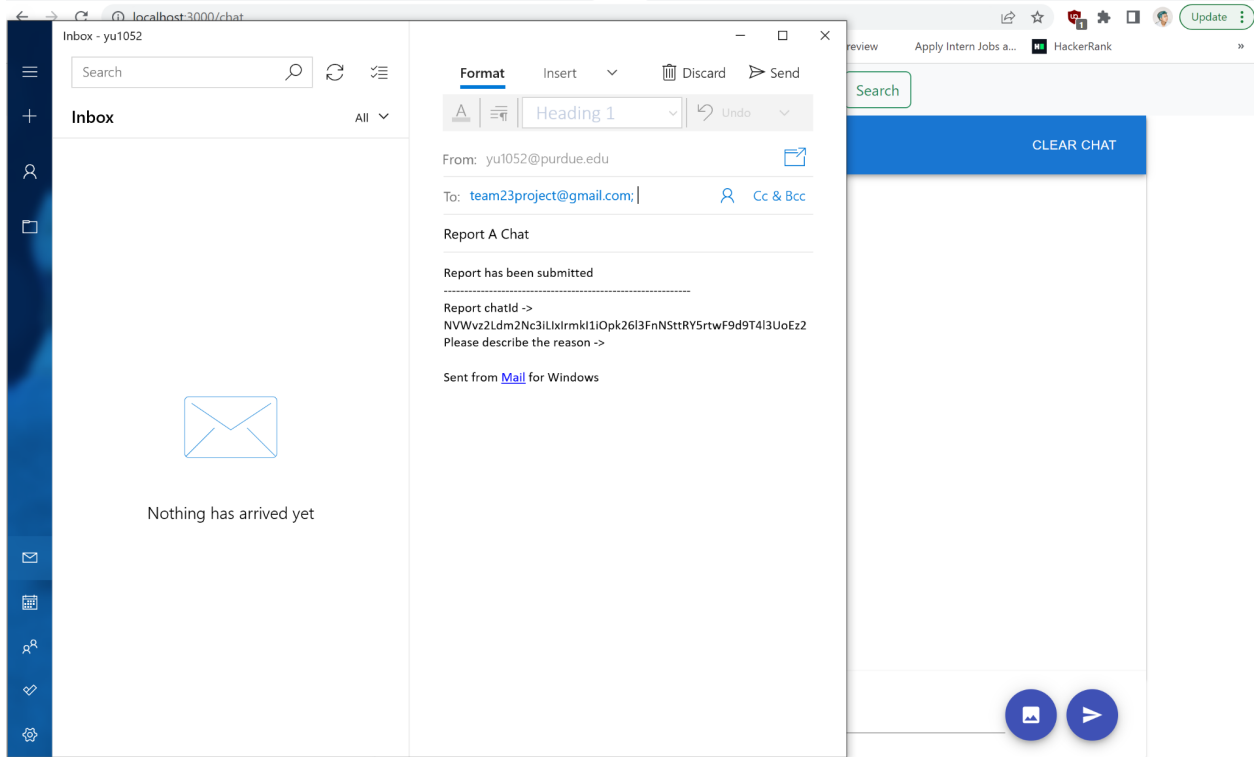 localhost:3000/chat
Update
Inbox - yu1052
review
Apply Intern Jobs a...
HackerRank
»
Search
Format
Insert
Discard
Send
Search
Inbox
All
A
Heading 1
Undo
CLEAR CHAT
From: yu1052@purdue.edu
To: team23project@gmail.com;
Cc & Bcc
Report A Chat
Report has been submitted
------------------------------------------------------------
Report chatId ->
NVWvz2Ldm2Nc3iLIxIrmkI1iOpk26l3FnNSttRY5rtwF9d9T4l3UoEz2
Please describe the reason ->
Sent from Mail for Windows
Nothing has arrived yet